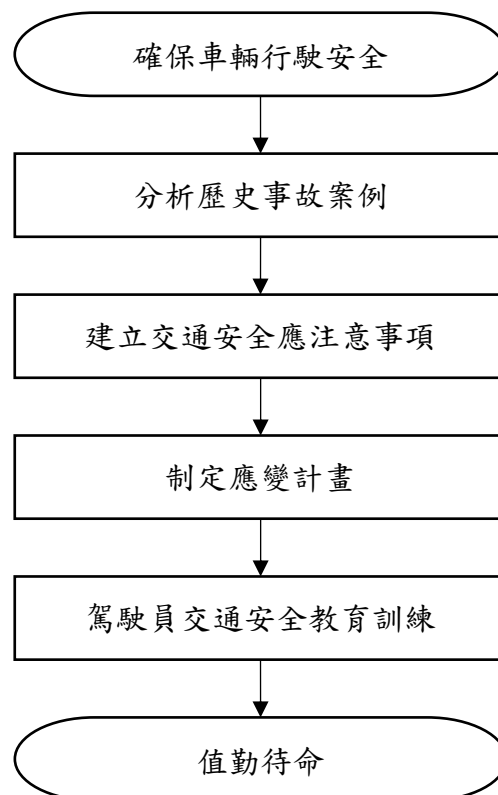 確保車輛行駛安全
分析歷史事故案例
建立交通安全應注意事項
制定應變計畫
駕駛員交通安全教育訓練
值勤待命